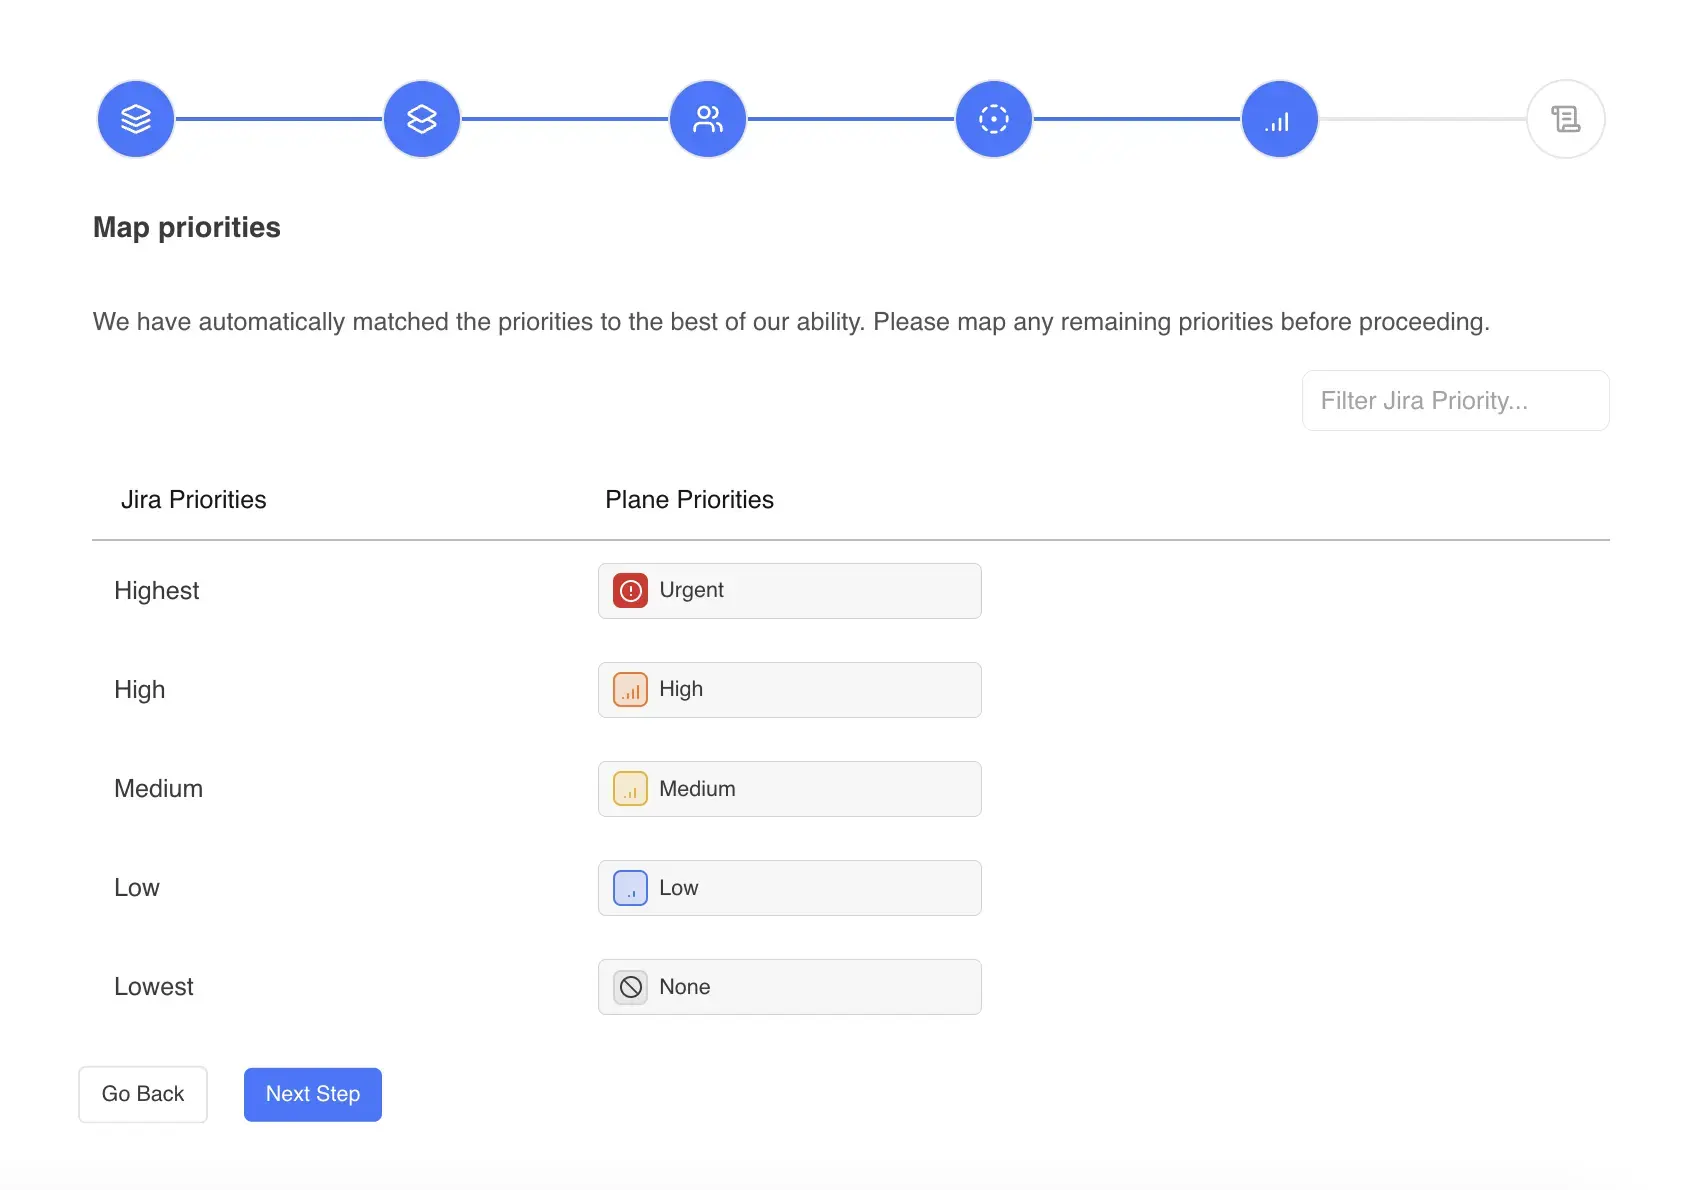 Map priorities
We have automatically matched the priorities to the best of our ability. Please map any remaining priorities before proceeding.
Filter Jira Priority...
Jira Priorities Plane Priorities
Highest Urgent
High High
Medium Medium
Low Low
Lowest None
Go Back Next Step